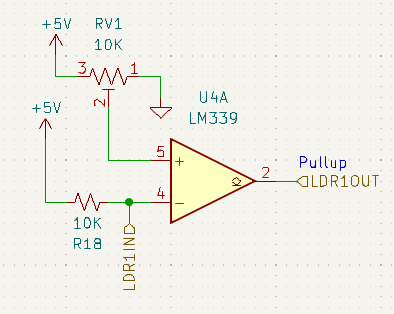 +5V
RV1
10K
3
1
2
+5V
U4A
LM339
5
+
4
-
2
Pullup
LDR1OUT
10K
R18
LDR1IN